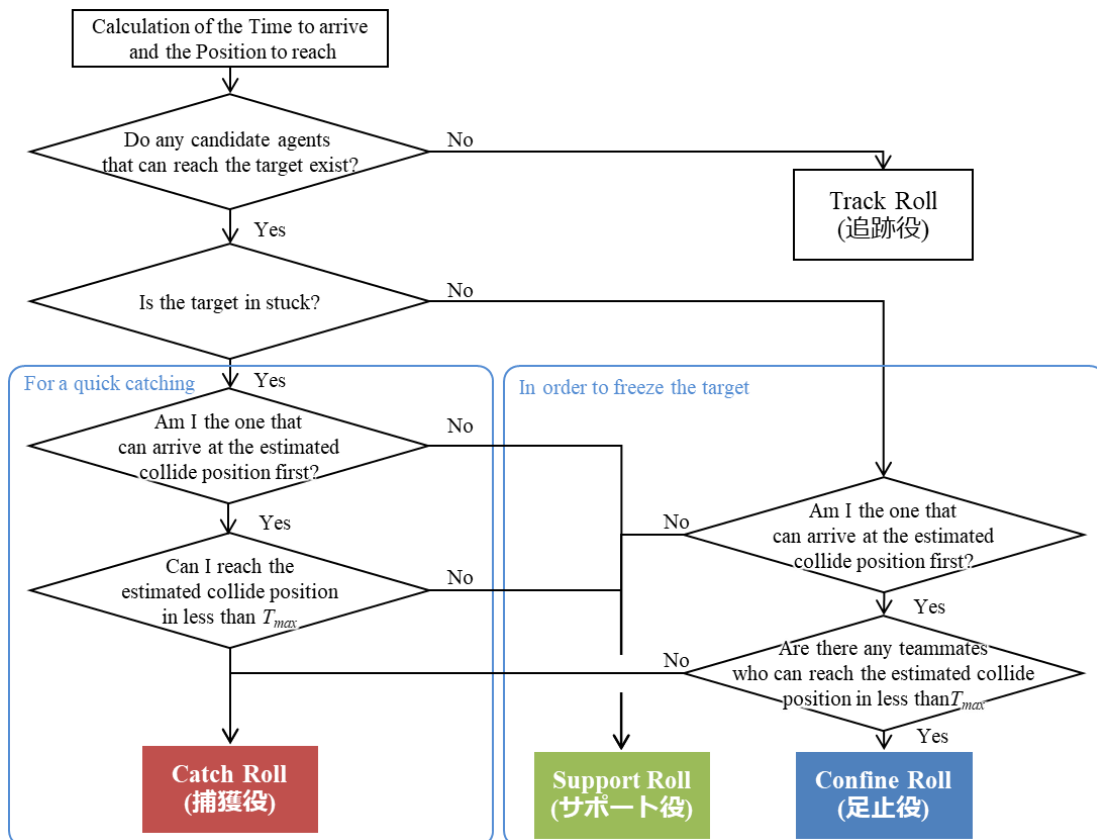 Calculation of the Time to arrive
and the Position to reach
Do any candidate agents
that can reach the target exist?
No
Track Roll
(追跡役)
Yes
Is the target in stuck?
No
For a quick catching
Yes
In order to freeze the target
Am I the one that
can arrive at the estimated
collide position first?
No
Yes
Am I the one that
can arrive at the estimated
collide position first?
No
Can I reach the
estimated collide position
in less than Tmax
No
Yes
Are there any teammates
who can reach the estimated collide
position in less thanTmax
No
Yes
Catch Roll
(捕獲役)
Support Roll
(サポート役)
Confine Roll
(足止役)